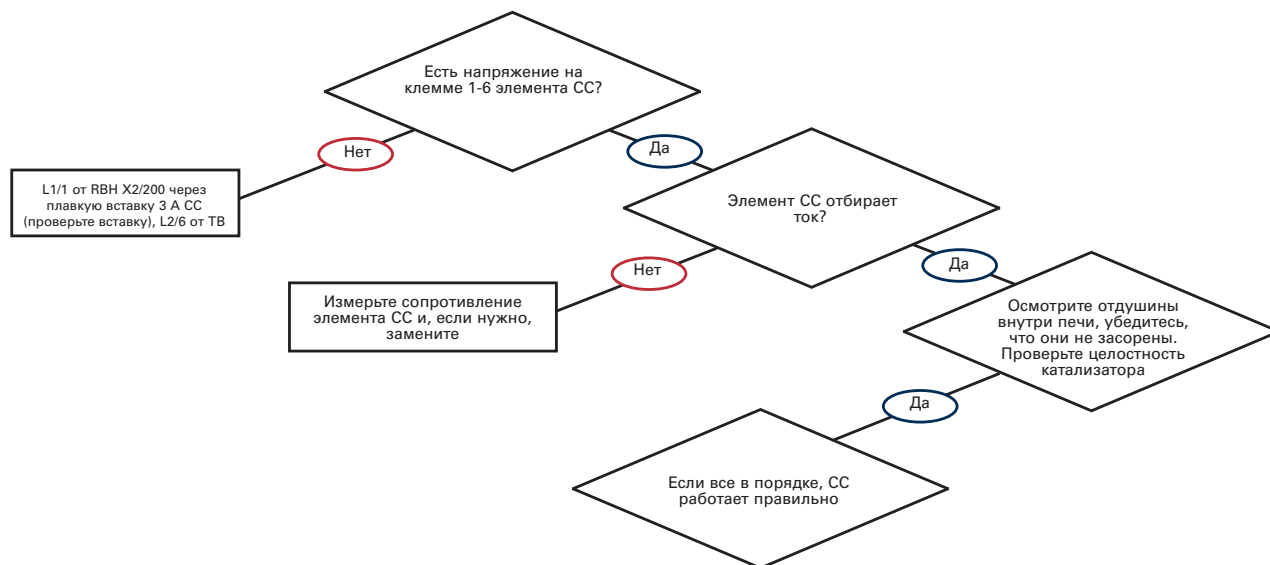 Есть напряжение на
клемме 1-6 элемента СС?
Нет
Да
L1/1 от RBH X2/200 через
плавкую вставку 3 А СС
(проверьте вставку), L2/6 от ТВ
Элемент СС отбирает
ток?
Нет
Да
Измерьте сопротивление
элемента СС и, если нужно,
замените
Осмотрите отдушины
внутри печи, убедитесь,
что они не засорены.
Проверьте целостность
катализатора
Да
Если все в порядке, СС
работает правильно